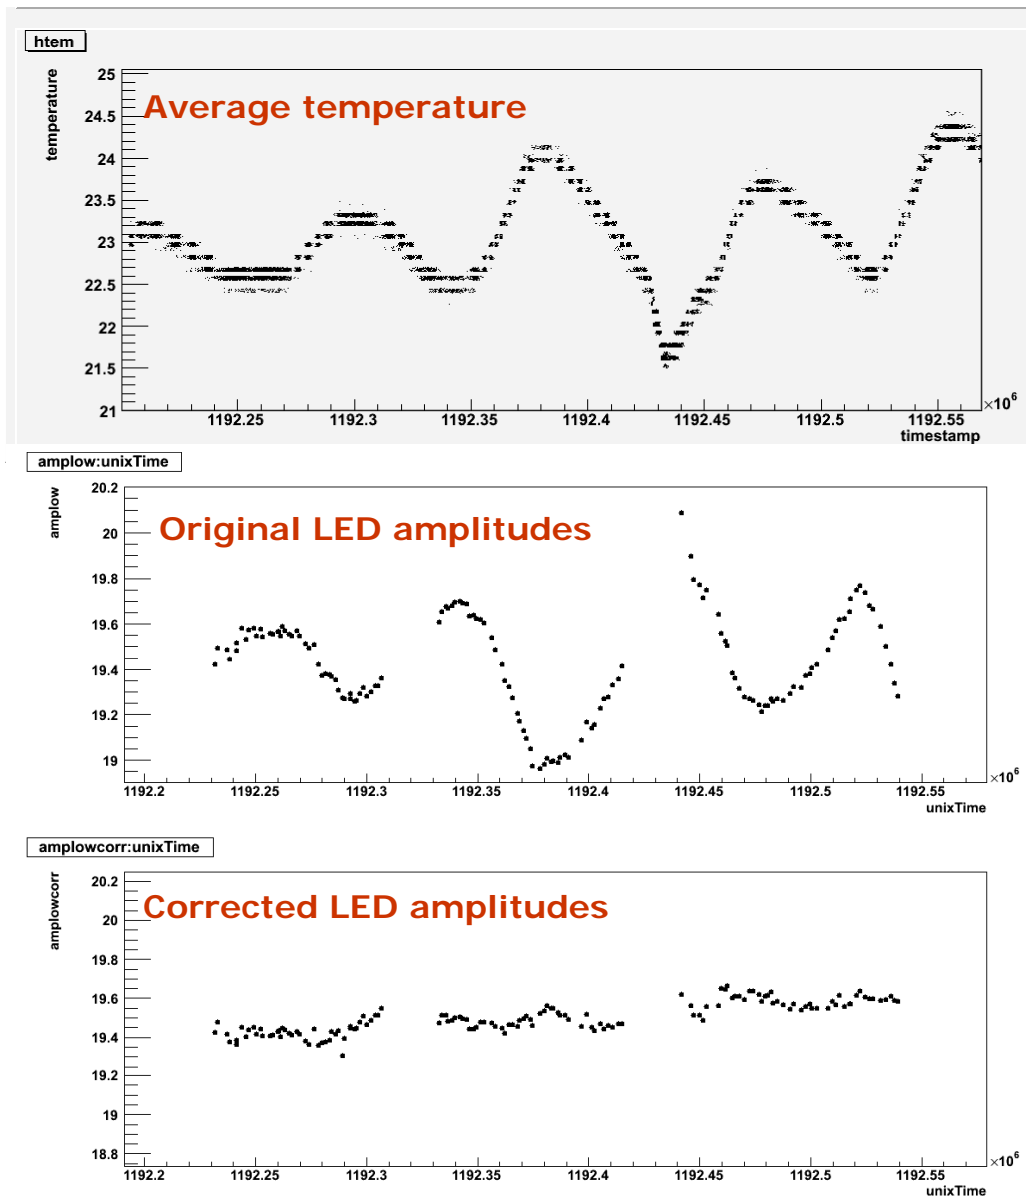 htem
temperature
Average temperature
25
24.5
24
23.5
23
22.5
22
21.5
21
1192.25 1192.3 1192.35 1192.4 1192.45 1192.5 1192.55
×10⁶
timestamp
amplow:unixTime
amplow
Original LED amplitudes
20.2
20
19.8
19.6
19.4
19.2
19
1192.2 1192.25 1192.3 1192.35 1192.4 1192.45 1192.5 1192.55
×10⁶
unixTime
amplowcorr:unixTime
amplowcorr
Corrected LED amplitudes
20.2
20
19.8
19.6
19.4
19.2
19
18.8
1192.2 1192.25 1192.3 1192.35 1192.4 1192.45 1192.5 1192.55
×10⁶
unixTime